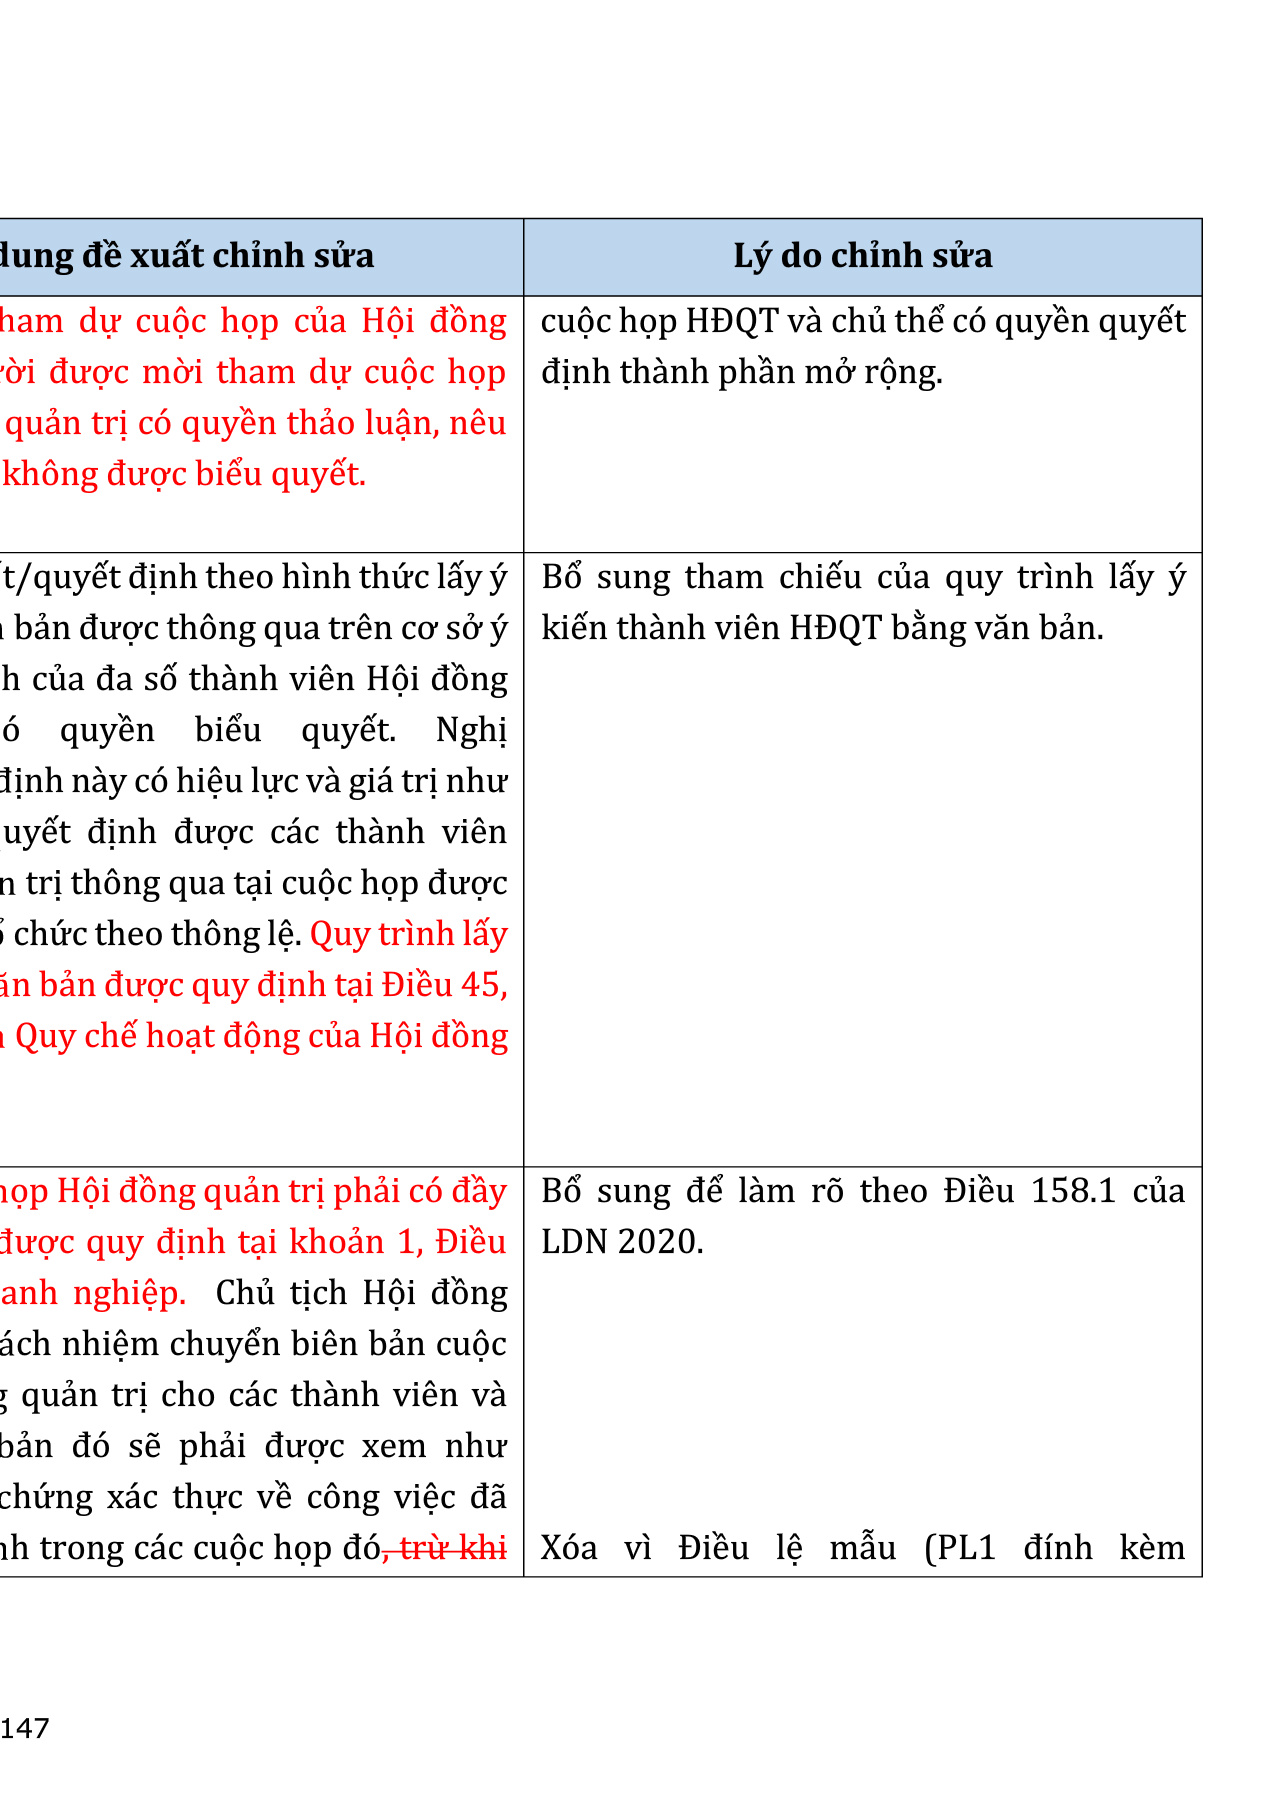 dung đề xuất chỉnh sửa
Lý do chỉnh sửa
tham dự cuộc họp của Hội đồng
được mời tham dự cuộc họp
quản trị có quyền thảo luận, nêu
không được biểu quyết.
cuộc họp HĐQT và chủ thể có quyền quyết
định thành phần mở rộng.
quyết định theo hình thức lấy ý
bản được thông qua trên cơ sở ý
của đa số thành viên Hội đồng
quyền biểu quyết. Nghị
định này có hiệu lực và giá trị như
quyết định được các thành viên
trị thông qua tại cuộc họp được
chức theo thông lệ. Quy trình lấy
bản được quy định tại Điều 45,
Quy chế hoạt động của Hội đồng
Bổ sung tham chiếu của quy trình lấy ý
kiến thành viên HĐQT bằng văn bản.
họp Hội đồng quản trị phải có đầy
được quy định tại khoản 1, Điều
nghiệp. Chủ tịch Hội đồng
nhiệm chuyển biên bản cuộc
quản trị cho các thành viên và
bản đó sẽ phải được xem như
chứng xác thực về công việc đã
trong các cuộc họp đó, trừ khi
Bổ sung để làm rõ theo Điều 158.1 của
LDN 2020.
Xóa vì Điều lệ mẫu (PL1 đính kèm
147